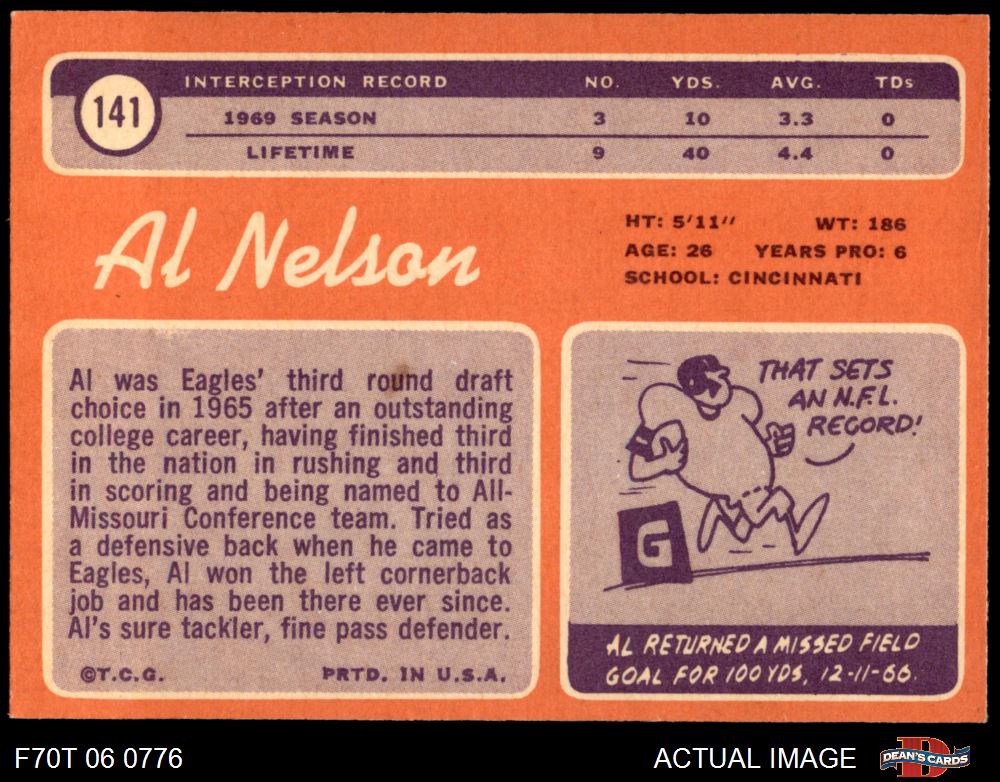 141
INTERCEPTION RECORD NO. YDS. AVG. TDs
1969 SEASON 3 10 3.3 0
LIFETIME 9 40 4.4 0
Al Nelson
HT: 5'11" WT: 186
AGE: 26 YEARS PRO: 6
SCHOOL: CINCINNATI
Al was Eagles' third round draft
choice in 1965 after an outstanding
college career, having finished third
in the nation in rushing and third
in scoring and being named to All-
Missouri Conference team. Tried as
a defensive back when he came to
Eagles, Al won the left cornerback
job and has been there ever since.
Al's sure tackler, fine pass defender.
©T.C.G. PRTD. IN U.S.A.
THAT SETS
AN N.F.L.
RECORD!
G
AL RETURNED A MISSED FIELD
GOAL FOR 100 YDS, 12-11-66.
F70T 06 0776
ACTUAL IMAGE
D
DEAN'S CARDS